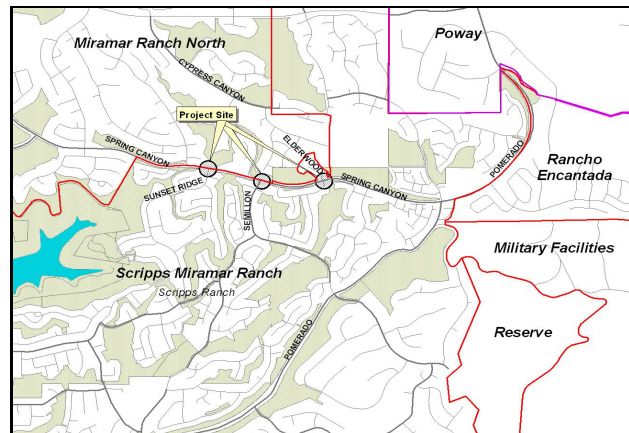 Miramar Ranch North
Poway
CYPRESS CANYON
Project Site
SPRING CANYON
ELDERWOOD
POMERADO
SUNSET RIDGE
SEMILLON
SPRING CANYON
Rancho
Encantada
Military Facilities
Scripps Miramar Ranch
Scripps Ranch
POMERADO
Reserve